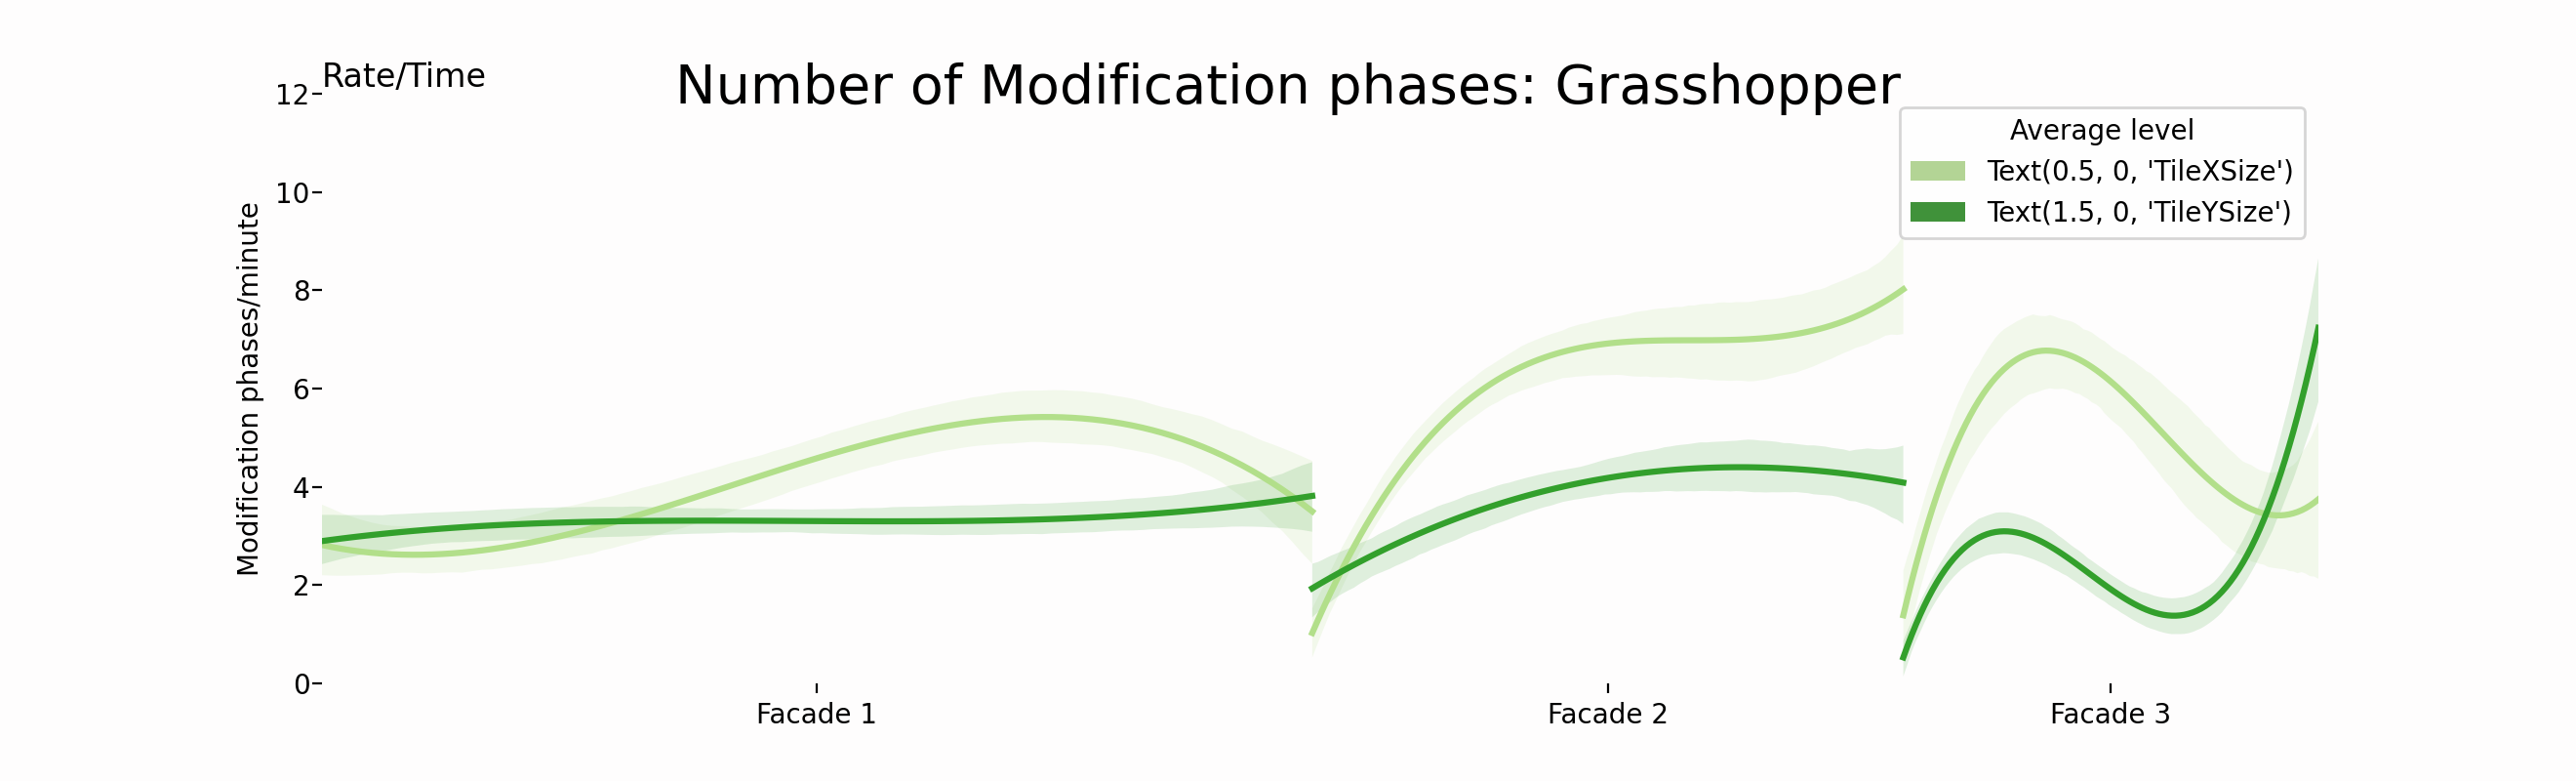 Rate/Time
Number of Modification phases: Grasshopper
Modification phases/minute
12
10
8
6
4
2
0
Average level
Text(0.5, 0, 'TileXSize')
Text(1.5, 0, 'TileYSize')
Facade 1
Facade 2
Facade 3